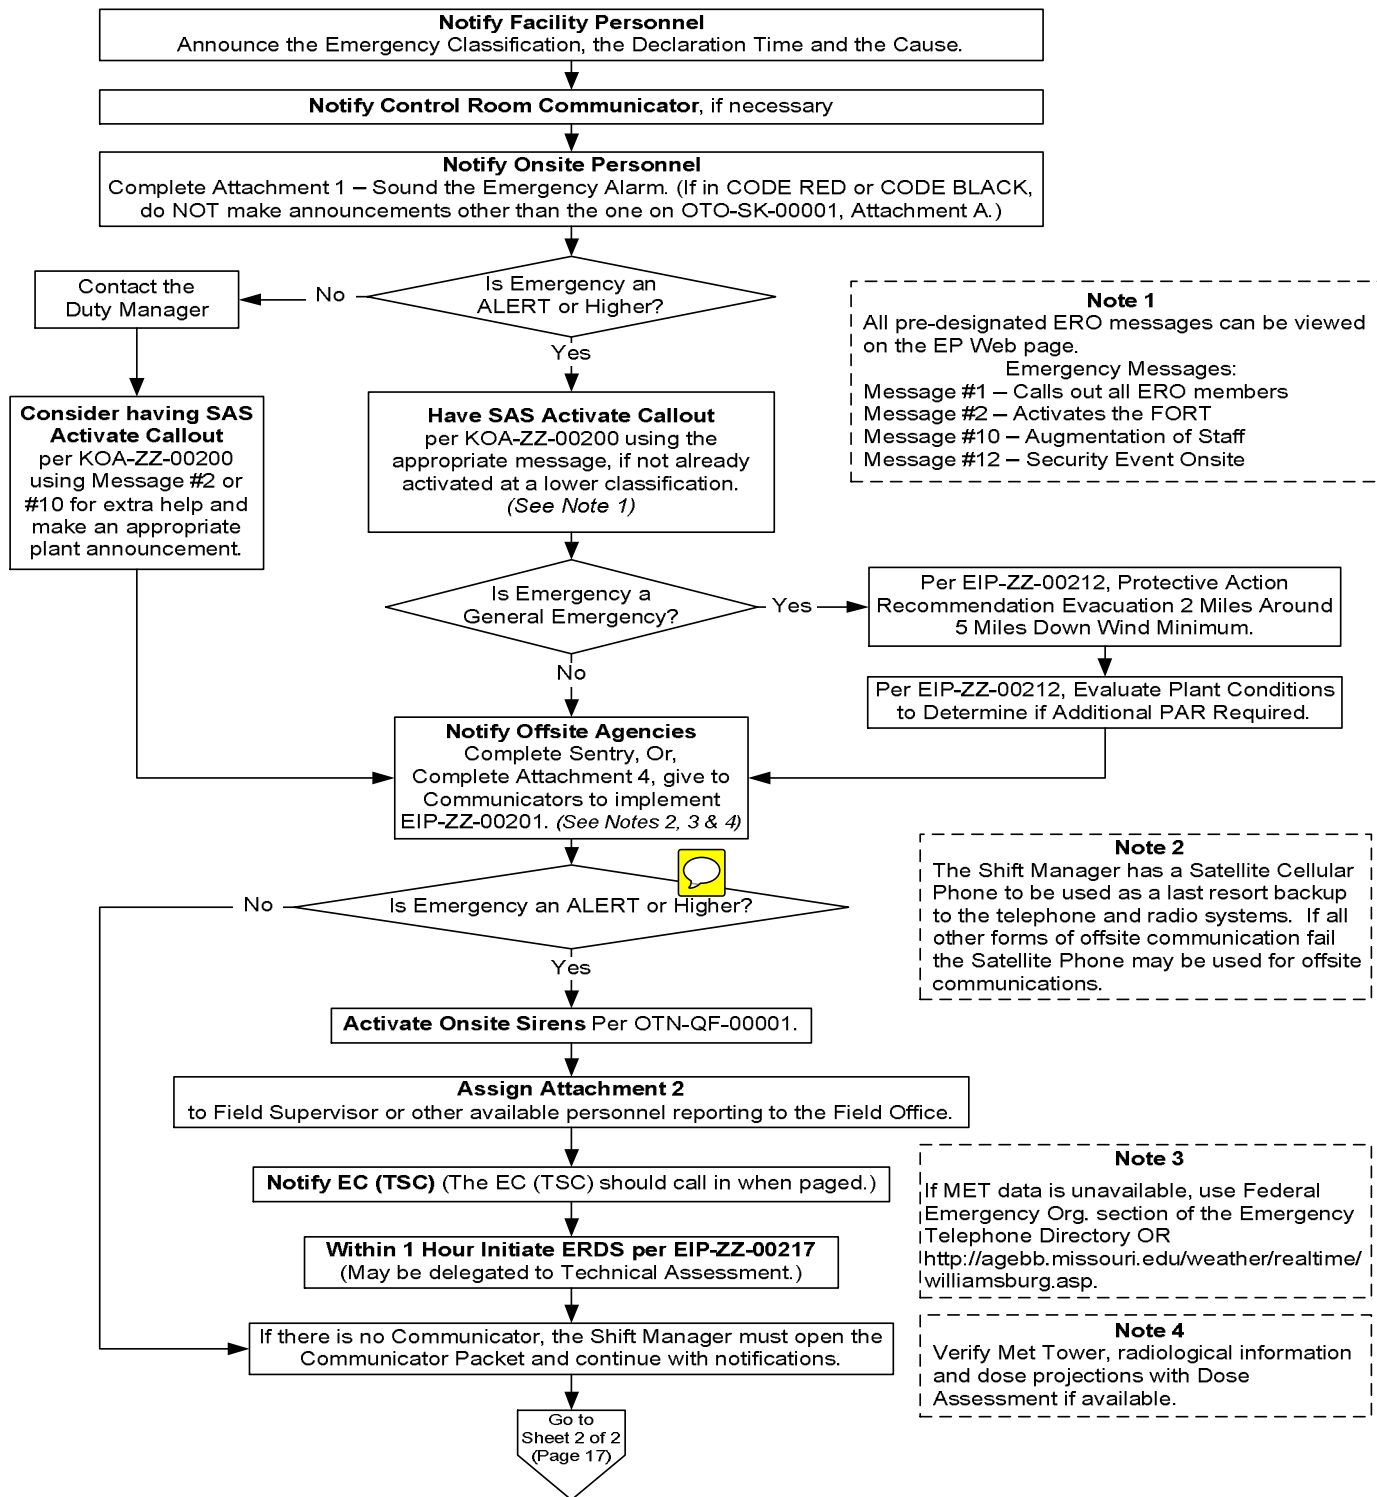 Notify Facility Personnel
Announce the Emergency Classification, the Declaration Time and the Cause.
Notify Control Room Communicator, if necessary
Notify Onsite Personnel
Complete Attachment 1 – Sound the Emergency Alarm. (If in CODE RED or CODE BLACK,
do NOT make announcements other than the one on OTO-SK-00001, Attachment A.)
Is Emergency an
ALERT or Higher?
No
Contact the
Duty Manager
Consider having SAS
Activate Callout
per KOA-ZZ-00200
using Message #2 or
#10 for extra help and
make an appropriate
plant announcement.
Yes
Have SAS Activate Callout
per KOA-ZZ-00200 using the
appropriate message, if not already
activated at a lower classification.
(See Note 1)
Note 1
All pre-designated ERO messages can be viewed
on the EP Web page.
Emergency Messages:
Message #1 – Calls out all ERO members
Message #2 – Activates the FORT
Message #10 – Augmentation of Staff
Message #12 – Security Event Onsite
Is Emergency a
General Emergency?
Yes
Per EIP-ZZ-00212, Protective Action
Recommendation Evacuation 2 Miles Around
5 Miles Down Wind Minimum.
Per EIP-ZZ-00212, Evaluate Plant Conditions
to Determine if Additional PAR Required.
No
Notify Offsite Agencies
Complete Sentry, Or,
Complete Attachment 4, give to
Communicators to implement
EIP-ZZ-00201. (See Notes 2, 3 & 4)
Is Emergency an ALERT or Higher?
No
Yes
Note 2
The Shift Manager has a Satellite Cellular
Phone to be used as a last resort backup
to the telephone and radio systems.  If all
other forms of offsite communication fail
the Satellite Phone may be used for offsite
communications.
Activate Onsite Sirens Per OTN-QF-00001.
Assign Attachment 2
to Field Supervisor or other available personnel reporting to the Field Office.
Notify EC (TSC) (The EC (TSC) should call in when paged.)
Within 1 Hour Initiate ERDS per EIP-ZZ-00217
(May be delegated to Technical Assessment.)
Note 3
If MET data is unavailable, use Federal
Emergency Org. section of the Emergency
Telephone Directory OR
http://agebb.missouri.edu/weather/realtime/
williamsburg.asp.
If there is no Communicator, the Shift Manager must open the
Communicator Packet and continue with notifications.
Note 4
Verify Met Tower, radiological information
and dose projections with Dose
Assessment if available.
Go to
Sheet 2 of 2
(Page 17)